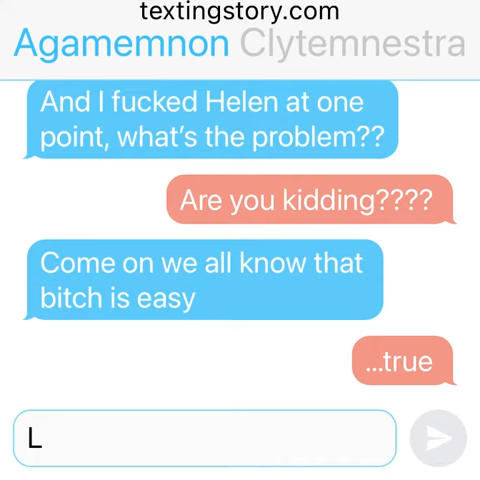 textingstory.com
Agamemnon Clytemnestra
And I fucked Helen at one
point, what's the problem??
Are you kidding????
Come on we all know that
bitch is easy
...true
L